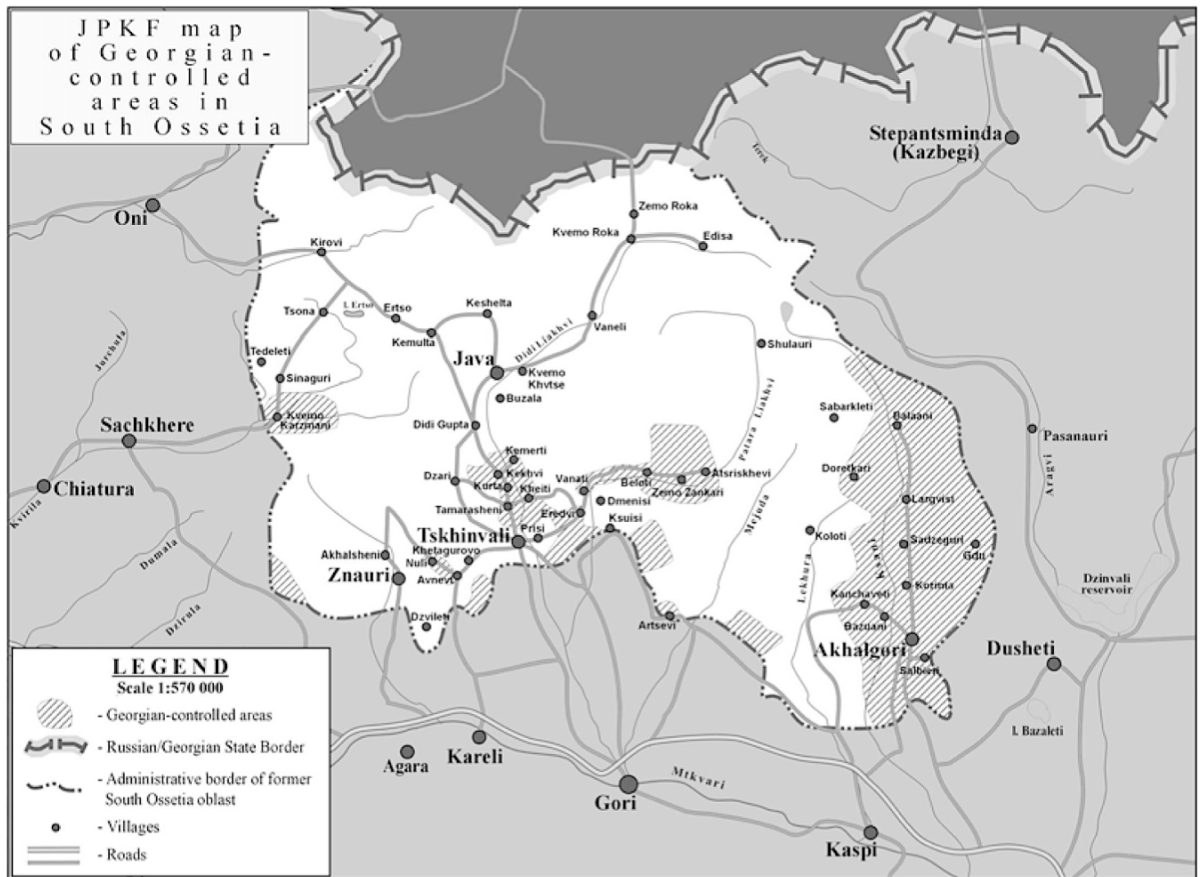 JPKF map
of Georgian-
controlled
areas in
South Ossetia
Stepantsminda
(Kazbegi)
Terek
Oni
Zemo Roka
Kvemo Roka
Edisa
Kirovi
Tsona
l. Ertso
Ertso
Keshelta
Kemulta
Didi Liakhvi
Vaneli
Jurchula
Tedeleti
Java
Shulauri
Sinaguri
Kvemo
Khvtse
Buzala
Patara Liakhvi
Kvemo
Karzmani
Sabarkleti
Balaani
Sachkhere
Didi Gupta
Pasanauri
Kemerti
Doretkari
Aragvi
Chiatura
Dzari
Kekhvi
Kurta
Kheiti
Vanati
Beloti
Atsriskhevi
Zemo Zankari
Kvirila
Tamarasheni
Eredvi
Dmenisi
Ksuisi
Largvisi
Mejuda
Prisi
Tskhinvali
Koloti
Ksani
Sadzeguri
Gdu
Dumala
Akhalsheni
Khetagurovo
Nuli
Znauri
Avnevi
Lekhura
Kanchaveti
Korinta
Dzinvali
reservoir
Dzirula
Dzvileti
Artsevi
Bazuani
Akhalgori
Dusheti
LEGEND
Scale 1:570 000
- Georgian-controlled areas
- Russian/Georgian State Border
- Administrative border of former
South Ossetia oblast
- Villages
- Roads
l. Bazaleti
Agara
Kareli
Gori
Mtkvari
Kaspi